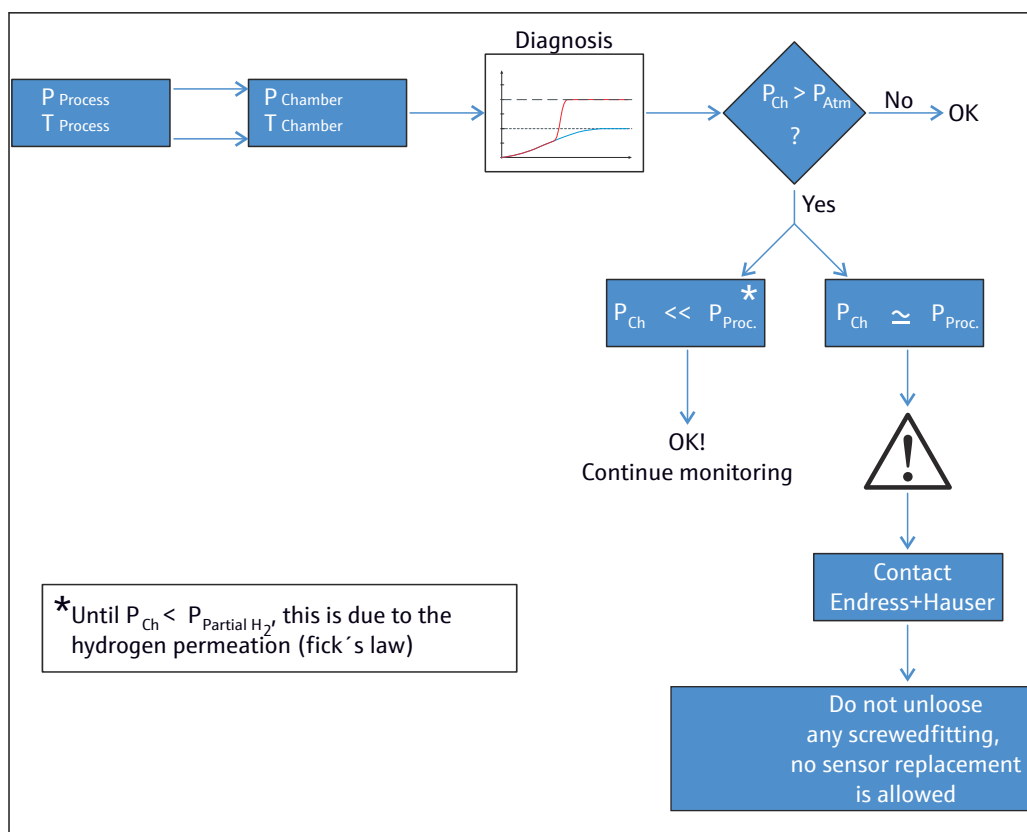 Diagnosis
P Process
T Process
P Chamber
T Chamber
P Ch > P Atm
?
No
OK
Yes
P Ch << P Proc. *
P Ch ≃ P Proc.
OK!
Continue monitoring
!
Contact
Endress+Hauser
*Until P Ch < P Partial H2, this is due to the
hydrogen permeation (fick´s law)
Do not unloose
any screwedfitting,
no sensor replacement
is allowed